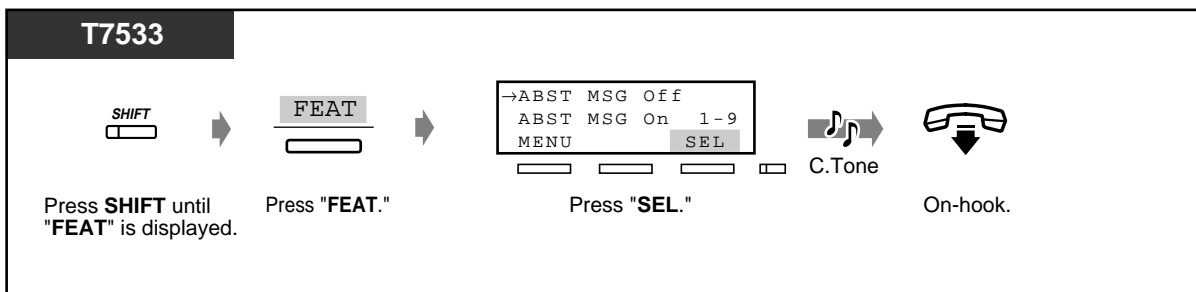 T7533
SHIFT
FEAT
→ABST MSG Off
ABST MSG On 1-9
MENU SEL
C.Tone
Press SHIFT until
"FEAT" is displayed.
Press "FEAT."
Press "SEL."
On-hook.